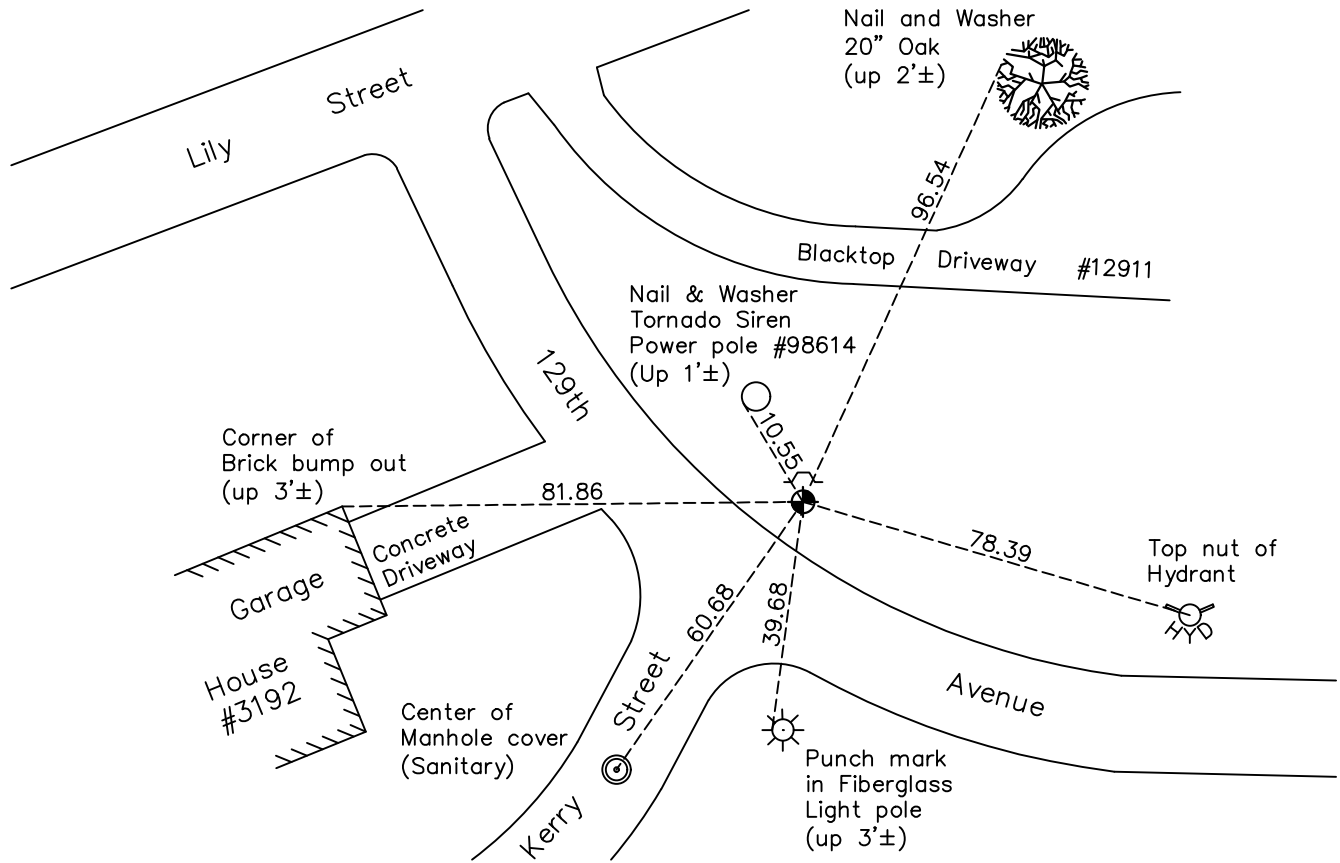 Nail and Washer
20” Oak
(up 2’±)
Lily Street
96.54
Blacktop Driveway #12911
Nail & Washer
Tornado Siren
Power pole #98614
(Up 1’±)
129th
10.55
Corner of
Brick bump out
(up 3’±)
81.86
Concrete
Driveway
78.39
Top nut of
Hydrant
HYD
Garage
60.68
39.68
House
#3192
Kerry Street
Avenue
Center of
Manhole cover
(Sanitary)
Punch mark
in Fiberglass
Light pole
(up 3’±)